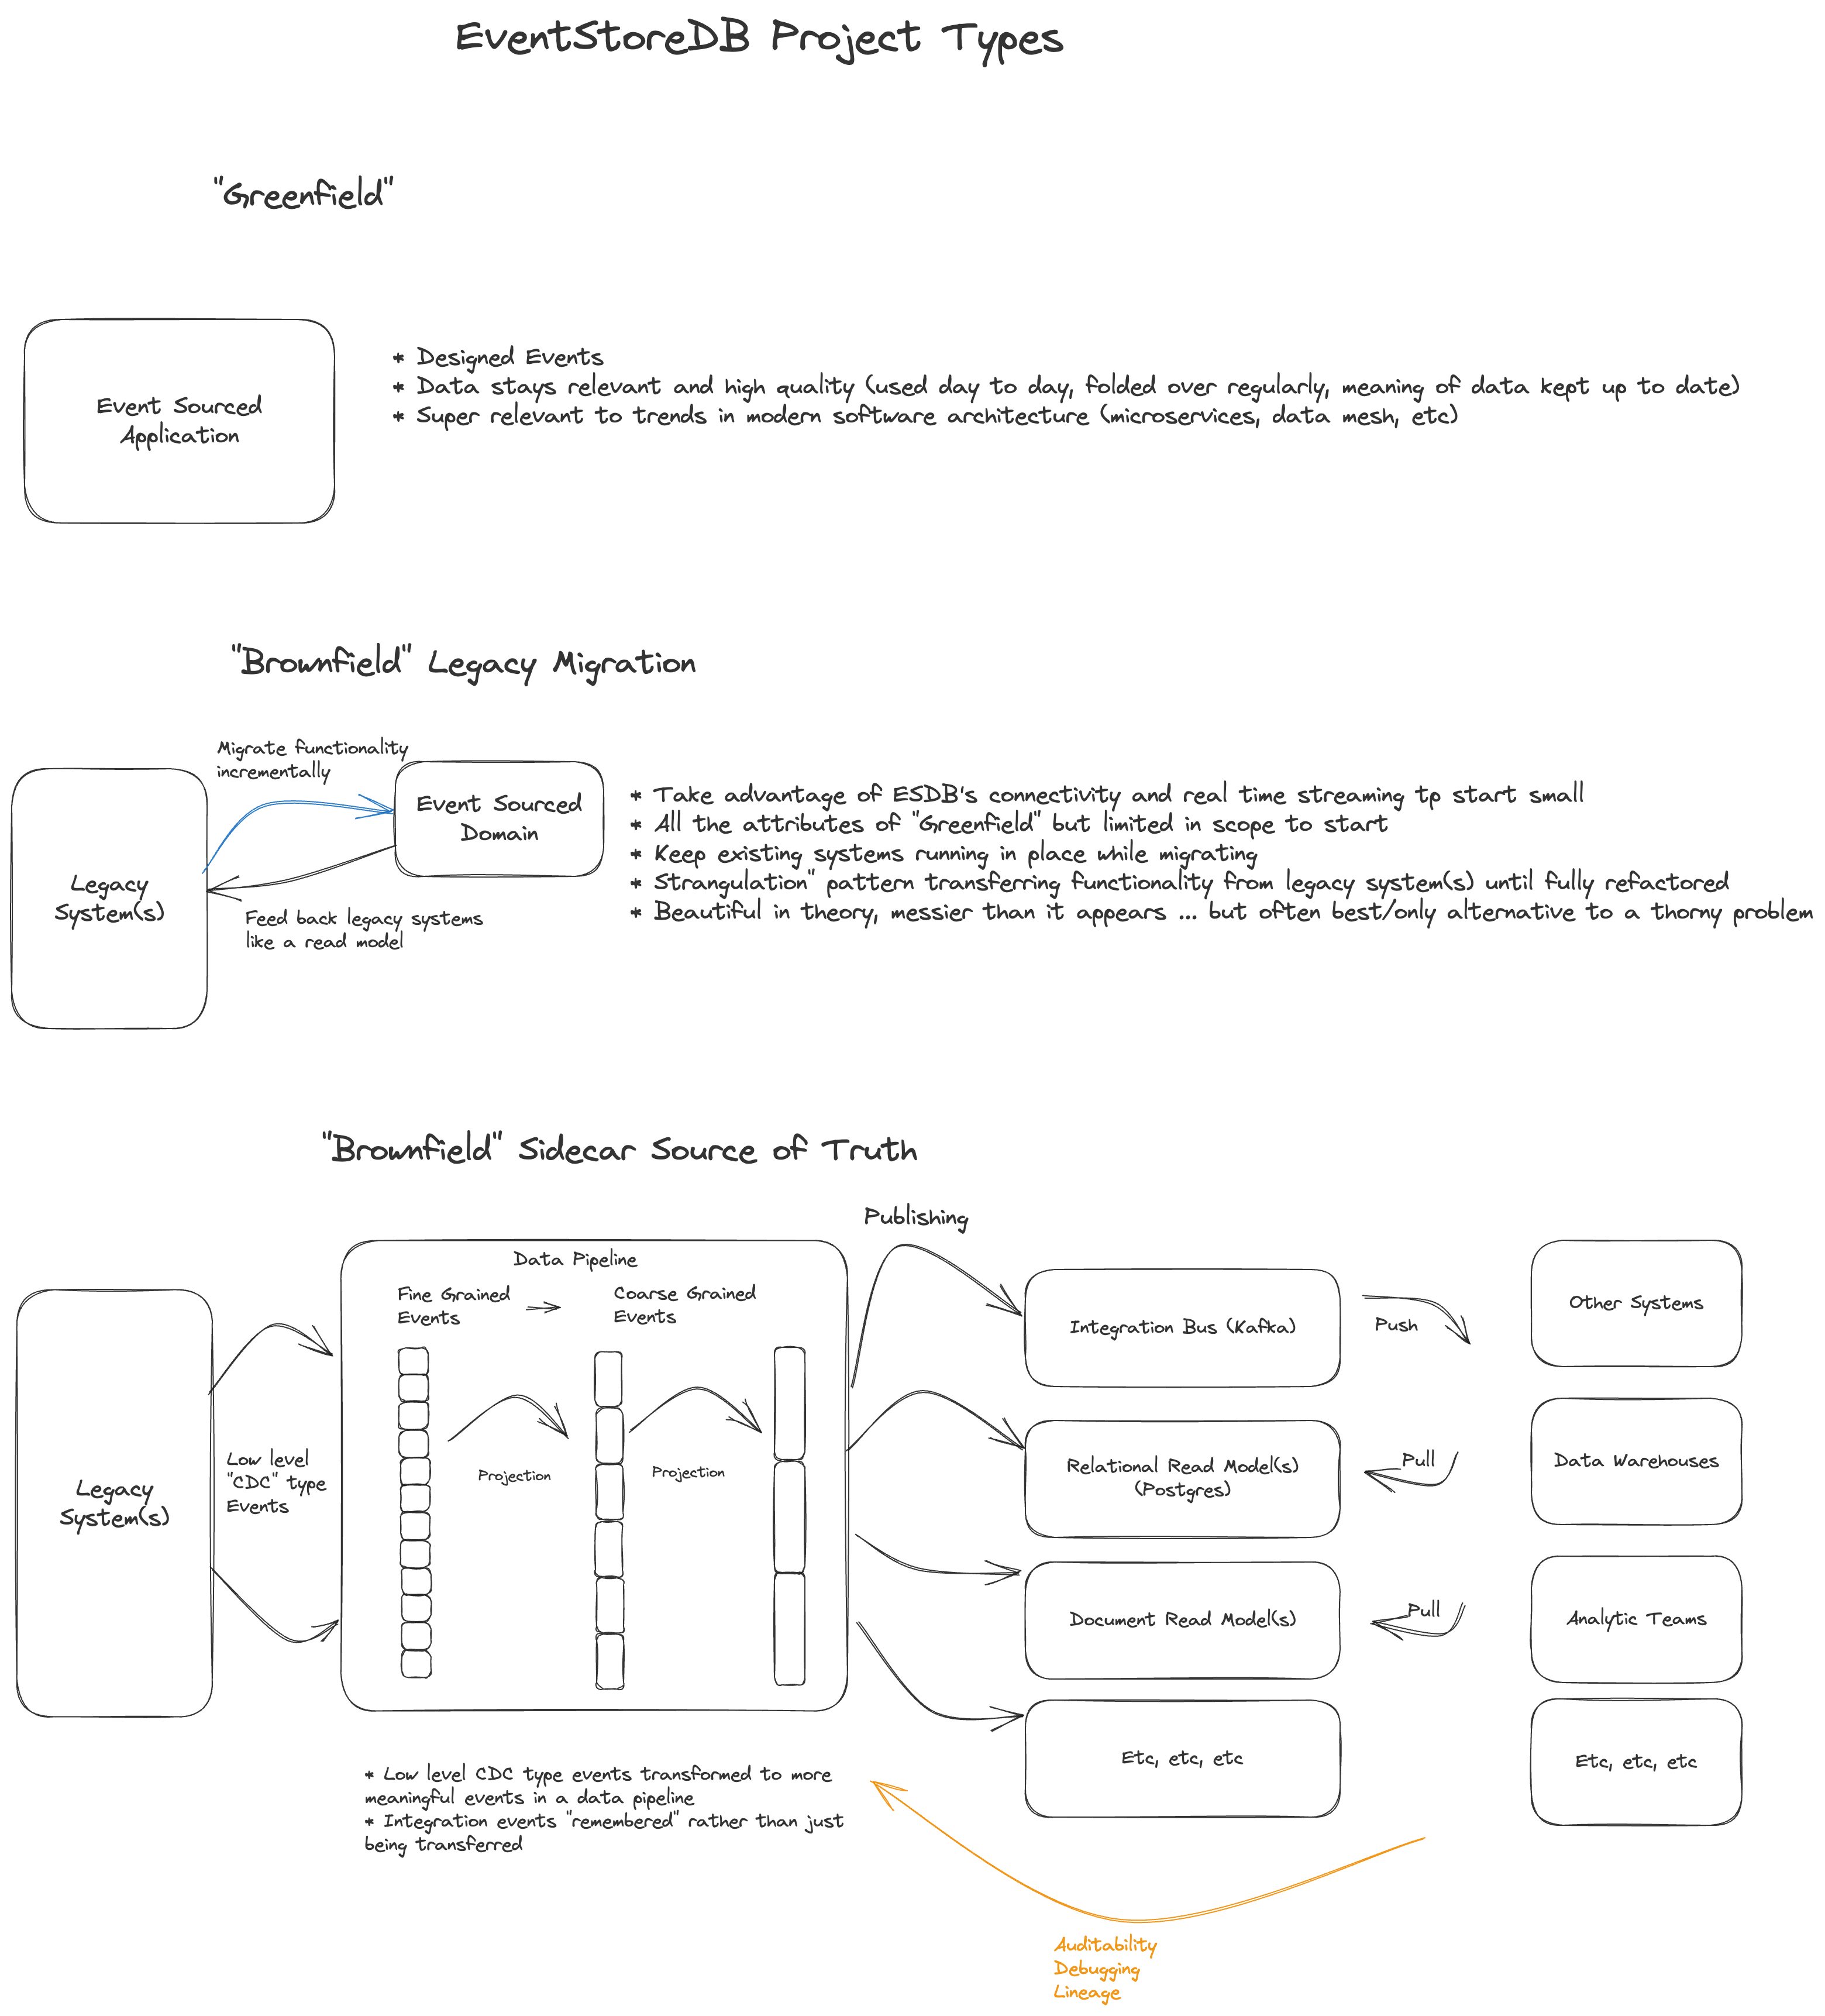 EventStoreDB Project Types
"Greenfield"
Event Sourced
Application
* Designed Events
* Data stays relevant and high quality (used day to day, folded over regularly, meaning of data kept up to date)
* Super relevant to trends in modern software architecture (microservices, data mesh, etc)
"Brownfield" Legacy Migration
Migrate functionality
incrementally
Event Sourced
Domain
Legacy
System(s)
Feed back legacy systems
like a read model
* Take advantage of ESDB's connectivity and real time streaming tp start small
* All the attributes of "Greenfield" but limited in scope to start
* Keep existing systems running in place while migrating
* Strangulation" pattern transferring functionality from legacy system(s) until fully refactored
* Beautiful in theory, messier than it appears ... but often best/only alternative to a thorny problem
"Brownfield" Sidecar Source of Truth
Legacy
System(s)
Low level
"CDC" type
Events
Data Pipeline
Fine Grained
Events
Coarse Grained
Events
Projection
Projection
Publishing
Integration Bus (Kafka)
Push
Other Systems
Relational Read Model(s)
(Postgres)
Pull
Data Warehouses
Document Read Model(s)
Pull
Analytic Teams
Etc, etc, etc
Etc, etc, etc
* Low level CDC type events transformed to more
meaningful events in a data pipeline
* Integration events "remembered" rather than just
being transferred
Auditability
Debugging
Lineage